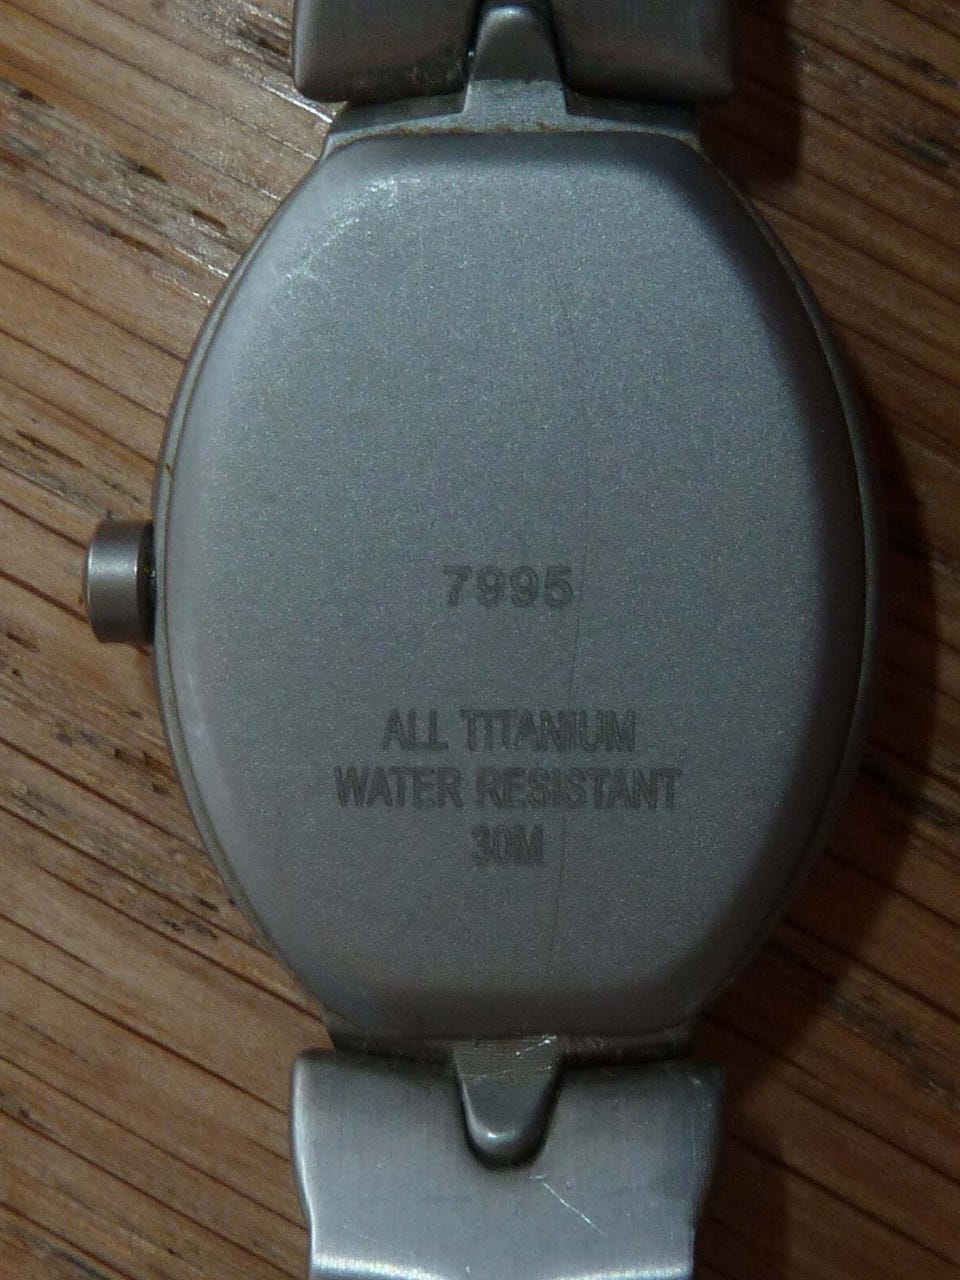 7995
ALL TITANIUM
WATER RESISTANT
30M